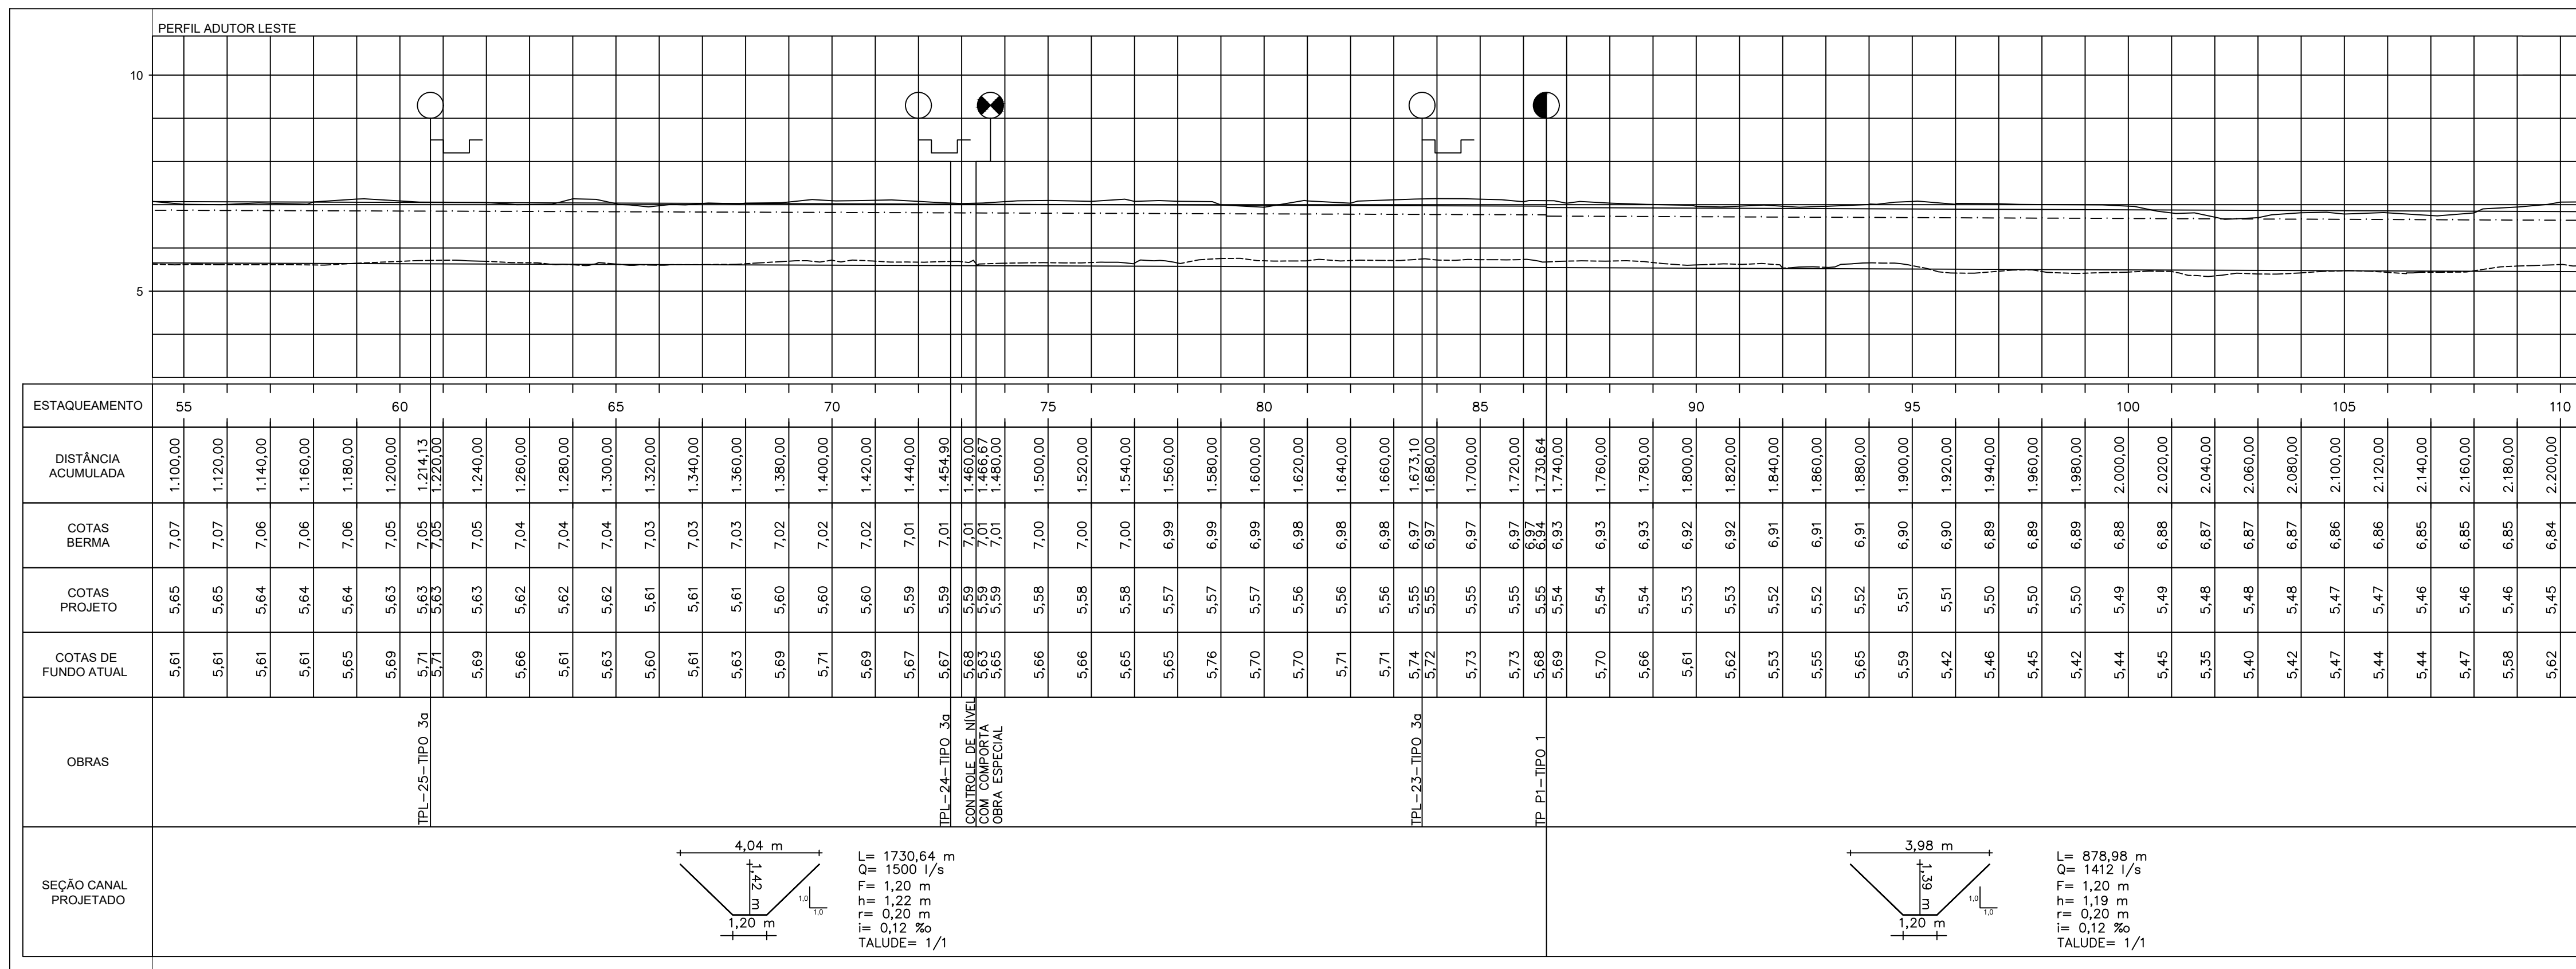 PERFIL ADUTOR LESTE
10
5
ESTAQUEAMENTO
55 60 65 70 75 80 85 90 95 100 105 110
DISTÂNCIA
ACUMULADA
1.100,00 1.120,00 1.140,00 1.160,00 1.180,00 1.200,00 1.214,13 1.220,00 1.240,00 1.260,00 1.280,00 1.300,00 1.320,00 1.340,00 1.360,00 1.380,00 1.400,00 1.420,00 1.440,00 1.454,90 1.460,00 1.466,67 1.480,00 1.500,00 1.520,00 1.540,00 1.560,00 1.580,00 1.600,00 1.620,00 1.640,00 1.660,00 1.673,10 1.680,00 1.700,00 1.720,00 1.730,64 1.740,00 1.760,00 1.780,00 1.800,00 1.820,00 1.840,00 1.860,00 1.880,00 1.900,00 1.920,00 1.940,00 1.960,00 1.980,00 2.000,00 2.020,00 2.040,00 2.060,00 2.080,00 2.100,00 2.120,00 2.140,00 2.160,00 2.180,00 2.200,00
COTAS
BERMA
7,07 7,07 7,06 7,06 7,06 7,05 7,05 7,05 7,05 7,04 7,04 7,04 7,03 7,03 7,03 7,02 7,02 7,02 7,01 7,01 7,01 7,01 7,01 7,00 7,00 7,00 6,99 6,99 6,99 6,98 6,98 6,98 6,97 6,97 6,97 6,97 6,97 6,94 6,93 6,93 6,93 6,92 6,92 6,91 6,91 6,91 6,90 6,90 6,89 6,89 6,89 6,88 6,88 6,87 6,87 6,87 6,86 6,86 6,85 6,85 6,85 6,84
COTAS
PROJETO
5,65 5,65 5,64 5,64 5,64 5,63 5,63 5,63 5,63 5,62 5,62 5,62 5,61 5,61 5,61 5,60 5,60 5,60 5,59 5,59 5,59 5,59 5,59 5,58 5,58 5,58 5,57 5,57 5,57 5,56 5,56 5,56 5,55 5,55 5,55 5,55 5,55 5,54 5,54 5,54 5,53 5,53 5,52 5,52 5,52 5,51 5,51 5,50 5,50 5,50 5,49 5,49 5,48 5,48 5,48 5,47 5,47 5,46 5,46 5,46 5,45
COTAS DE
FUNDO ATUAL
5,61 5,61 5,61 5,61 5,65 5,69 5,71 5,71 5,69 5,66 5,61 5,63 5,60 5,61 5,63 5,69 5,71 5,69 5,67 5,67 5,68 5,63 5,65 5,66 5,66 5,65 5,65 5,76 5,70 5,70 5,71 5,71 5,74 5,72 5,73 5,73 5,68 5,69 5,70 5,66 5,61 5,62 5,53 5,55 5,65 5,59 5,42 5,46 5,45 5,42 5,44 5,45 5,35 5,40 5,42 5,47 5,44 5,44 5,47 5,58 5,62
OBRAS
TPL-25-TIPO 3a
TPL-24-TIPO 3a
CONTROLE DE NÍVEL
COM COMPORTA
OBRA ESPECIAL
TPL-23-TIPO 3a
TP P1-TIPO 1
SEÇÃO CANAL
PROJETADO
4,04 m
1,42 m
1,20 m
1,0
1,0
L= 1730,64 m
Q= 1500 l/s
F= 1,20 m
h= 1,22 m
r= 0,20 m
i= 0,12 ‰
TALUDE= 1/1
3,98 m
1,39 m
1,20 m
1,0
1,0
L= 878,98 m
Q= 1412 l/s
F= 1,20 m
h= 1,19 m
r= 0,20 m
i= 0,12 ‰
TALUDE= 1/1